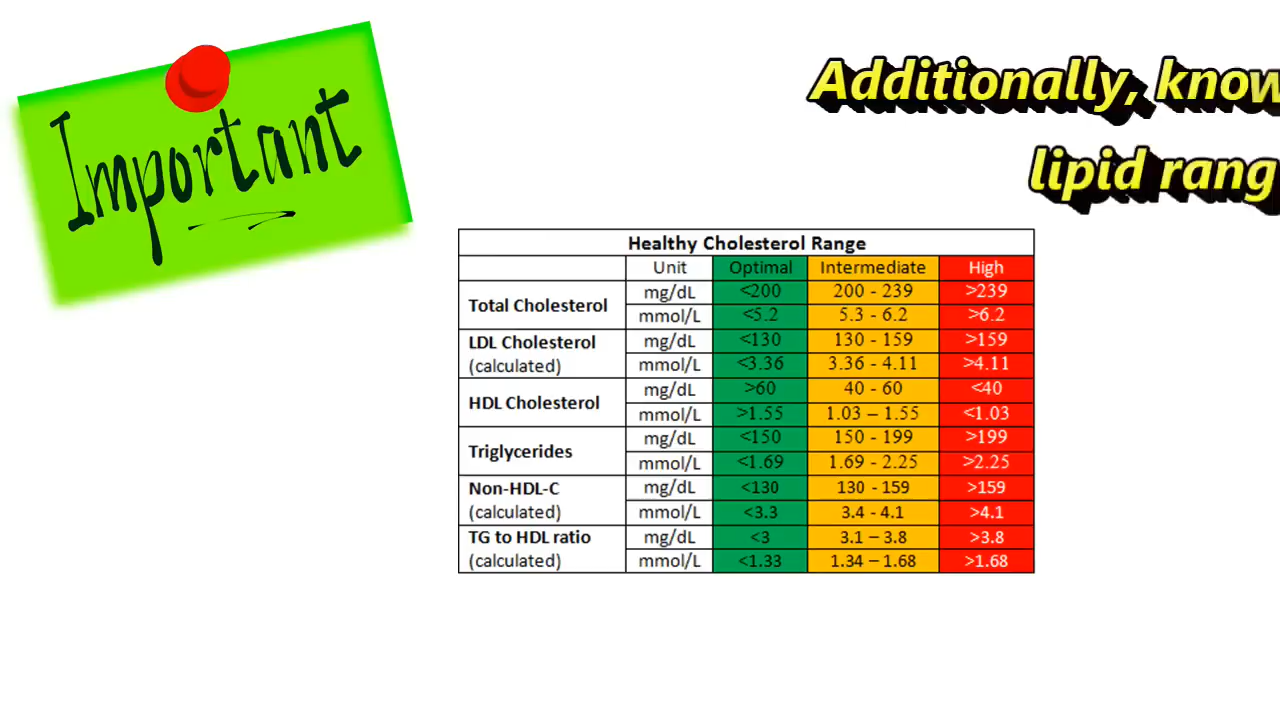 Important
Additionally, know
lipid rang
Healthy Cholesterol Range
Unit Optimal Intermediate High
Total Cholesterol
mg/dL <200 200 - 239 >239
mmol/L <5.2 5.3 - 6.2 >6.2
LDL Cholesterol
(calculated)
mg/dL <130 130 - 159 >159
mmol/L <3.36 3.36 - 4.11 >4.11
HDL Cholesterol
mg/dL >60 40 - 60 <40
mmol/L >1.55 1.03 – 1.55 <1.03
Triglycerides
mg/dL <150 150 - 199 >199
mmol/L <1.69 1.69 - 2.25 >2.25
Non-HDL-C
(calculated)
mg/dL <130 130 - 159 >159
mmol/L <3.3 3.4 - 4.1 >4.1
TG to HDL ratio
(calculated)
mg/dL <3 3.1 – 3.8 >3.8
mmol/L <1.33 1.34 – 1.68 >1.68